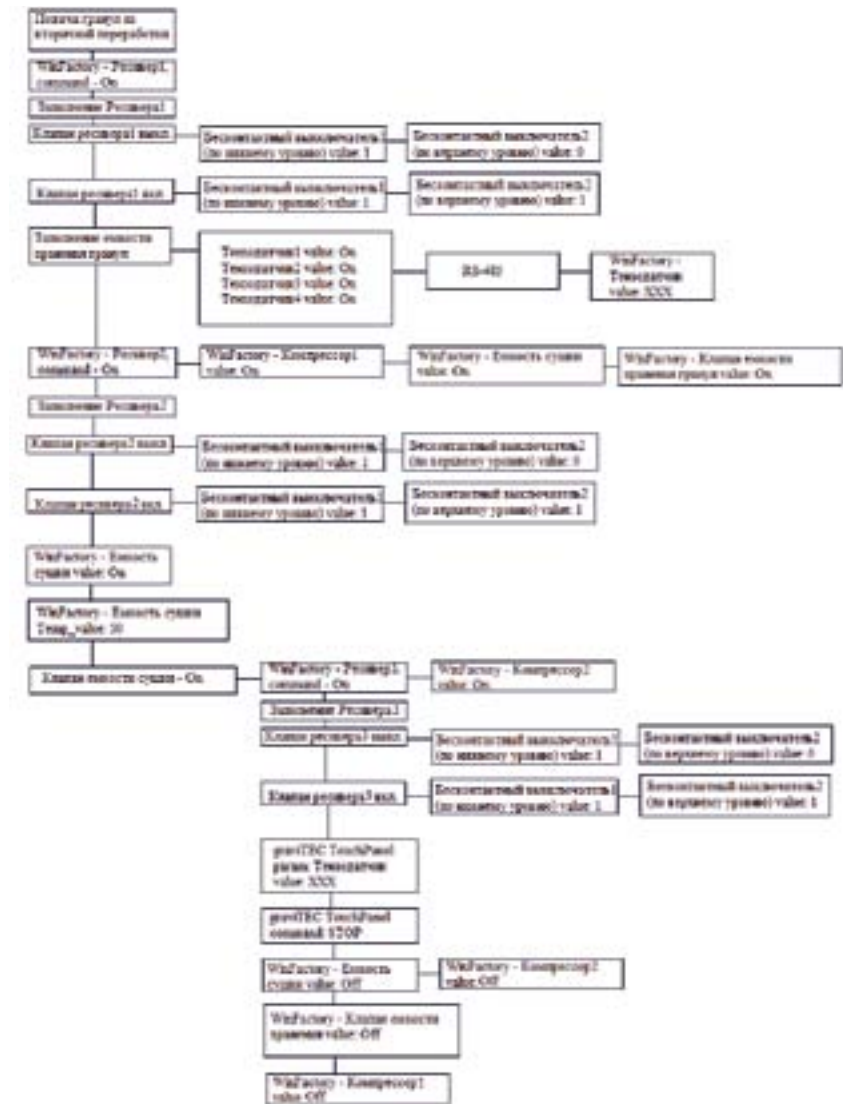 Подача гранул из
вторичной переработки
WinFactory - Ресивер1,
command - On
Заполнение Ресивера1
Клапан ресивера1 выкл
Бесконтактный выключатель1
(по нижнему уровню) value: 1
Бесконтактный выключатель2
(по верхнему уровню) value: 0
Клапан ресивера1 вкл
Бесконтактный выключатель1
(по нижнему уровню) value: 1
Бесконтактный выключатель2
(по верхнему уровню) value: 1
Заполнение емкости
хранения гранул
Тензодатчик1 value: On
Тензодатчик2 value: On
Тензодатчик3 value: On
Тензодатчик4 value: On
RS-485
WinFactory -
Тензодатчик
value: XXX
WinFactory - Ресивер2,
command - On
WinFactory - Компрессор1
value: On
WinFactory - Емкость сушки
value: On
WinFactory - Клапан емкости
хранения гранул value: On
Заполнение Ресивера2
Клапан ресивера2 выкл
Бесконтактный выключатель1
(по нижнему уровню) value: 1
Бесконтактный выключатель2
(по верхнему уровню) value: 0
Клапан ресивера2 вкл
Бесконтактный выключатель1
(по нижнему уровню) value: 1
Бесконтактный выключатель2
(по верхнему уровню) value: 1
WinFactory - Емкость
сушки value: On
WinFactory - Емкость сушки
Temp_value:
Клапан емкости сушки - On
WinFactory - Ресивер3,
command - On
WinFactory - Компрессор2
value: On
Заполнение Ресивера3
Клапан ресивера3 выкл
Бесконтактный выключатель1
(по нижнему уровню) value: 1
Бесконтактный выключатель2
(по верхнему уровню) value: 0
Клапан ресивера3 вкл
Бесконтактный выключатель1
(по нижнему уровню) value: 1
Бесконтактный выключатель2
(по верхнему уровню) value: 1
graviTEC TouchPanel
Тензодатчик
value: XXX
graviTEC TouchPanel
command: STOP
WinFactory - Емкость
сушки value: Off
WinFactory - Компрессор2
value: Off
WinFactory - Клапан емкости
хранения value: Off
WinFactory - Компрессор1
value: Off